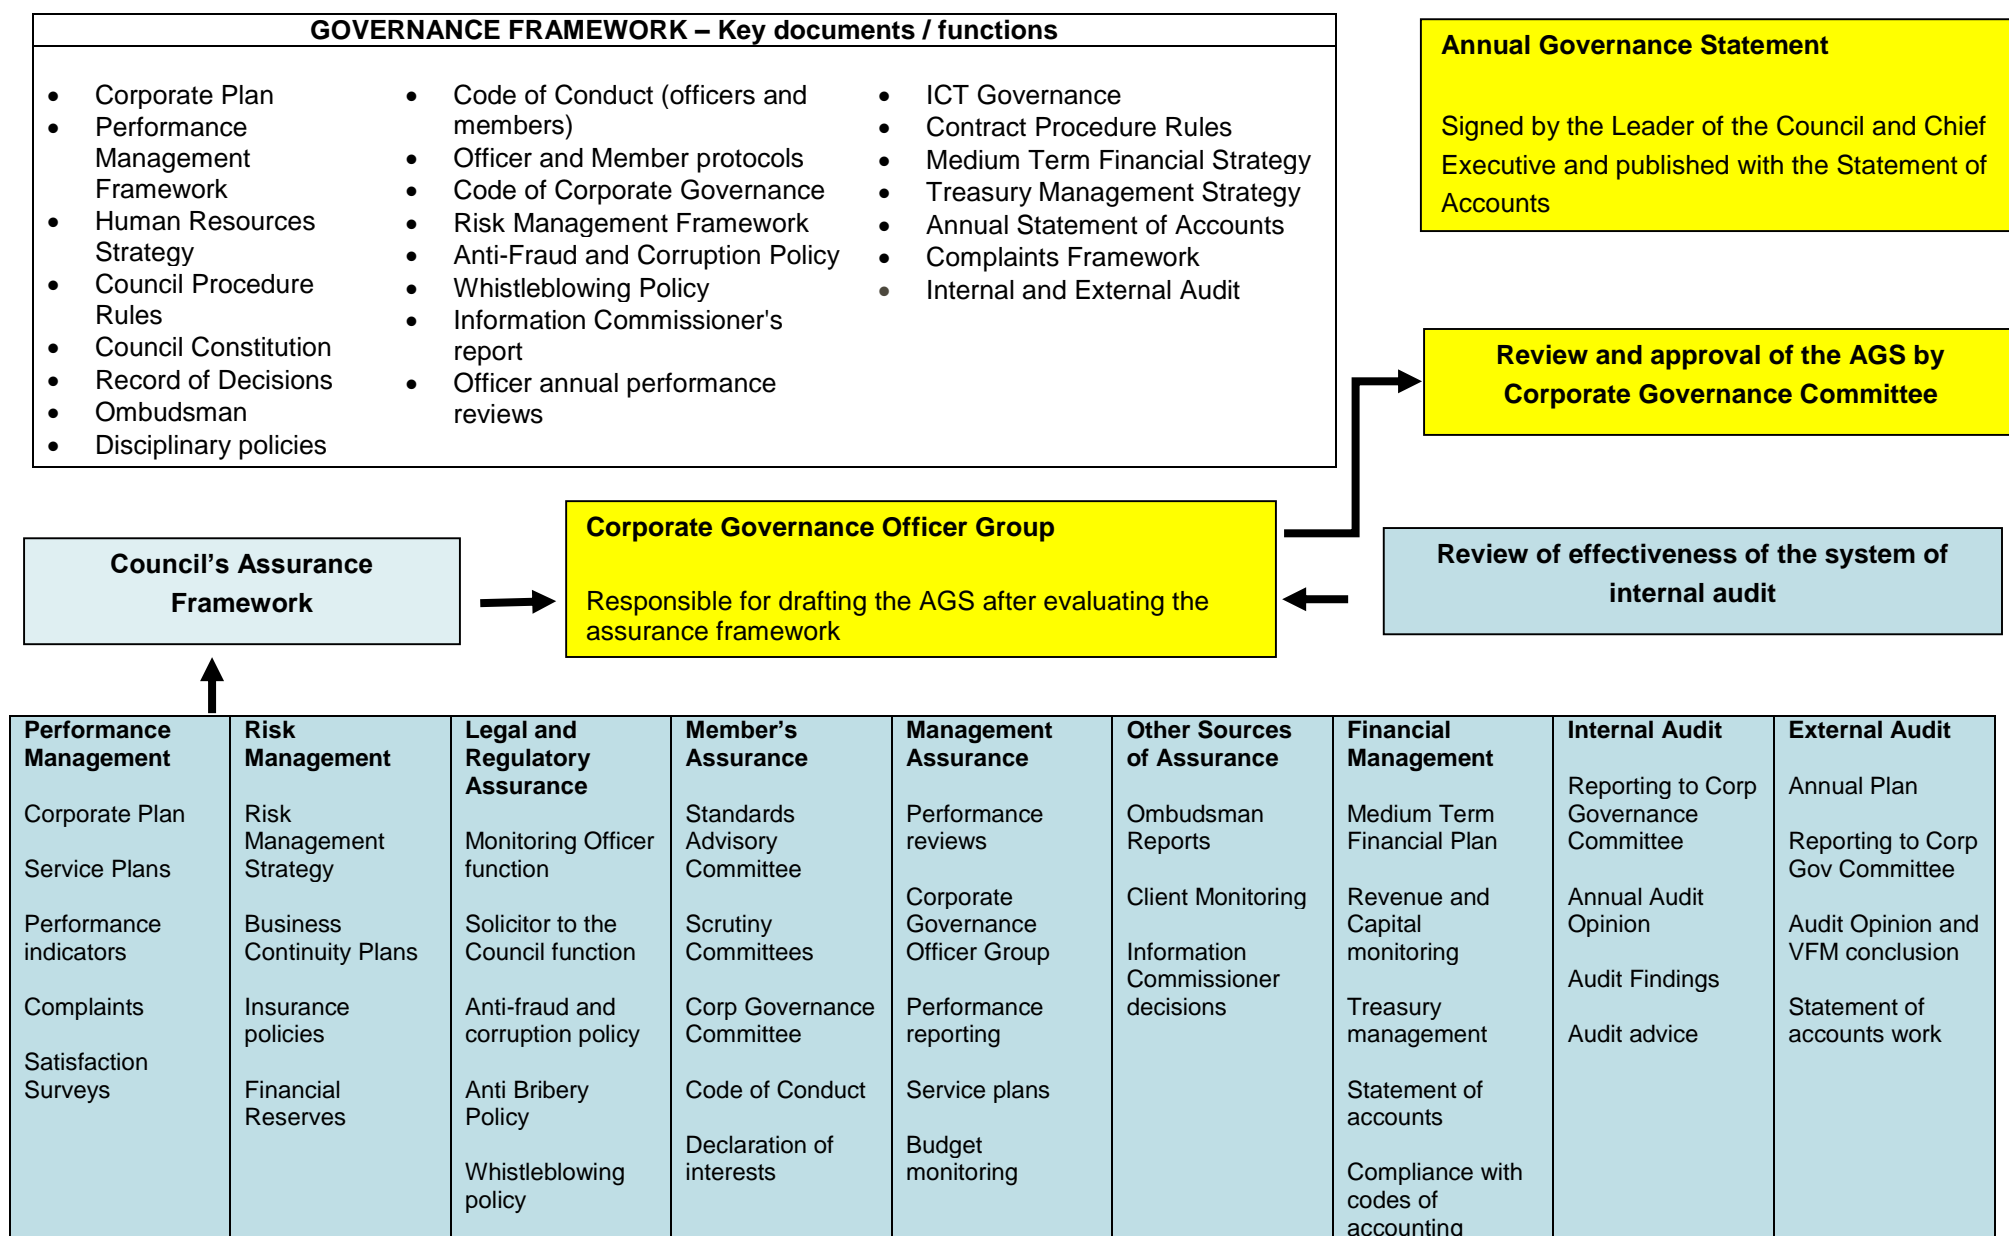 GOVERNANCE FRAMEWORK – Key documents / functions
• Corporate Plan
• Performance
Management
Framework
• Human Resources
Strategy
• Council Procedure
Rules
• Council Constitution
• Record of Decisions
• Ombudsman
• Disciplinary policies
• Code of Conduct (officers and
members)
• Officer and Member protocols
• Code of Corporate Governance
• Risk Management Framework
• Anti-Fraud and Corruption Policy
• Whistleblowing Policy
• Information Commissioner's
report
• Officer annual performance
reviews
• ICT Governance
• Contract Procedure Rules
• Medium Term Financial Strategy
• Treasury Management Strategy
• Annual Statement of Accounts
• Complaints Framework
• Internal and External Audit
Annual Governance Statement
Signed by the Leader of the Council and Chief
Executive and published with the Statement of
Accounts
Review and approval of the AGS by
Corporate Governance Committee
Council’s Assurance
Framework
Corporate Governance Officer Group
Responsible for drafting the AGS after evaluating the
assurance framework
Review of effectiveness of the system of
internal audit
Performance
Management
Corporate Plan
Service Plans
Performance
indicators
Complaints
Satisfaction
Surveys
Risk
Management
Risk
Management
Strategy
Business
Continuity Plans
Insurance
policies
Financial
Reserves
Legal and
Regulatory
Assurance
Monitoring Officer
function
Solicitor to the
Council function
Anti-fraud and
corruption policy
Anti Bribery
Policy
Whistleblowing
policy
Member’s
Assurance
Standards
Advisory
Committee
Scrutiny
Committees
Corp Governance
Committee
Code of Conduct
Declaration of
interests
Management
Assurance
Performance
reviews
Corporate
Governance
Officer Group
Performance
reporting
Service plans
Budget
monitoring
Other Sources
of Assurance
Ombudsman
Reports
Client Monitoring
Information
Commissioner
decisions
Financial
Management
Medium Term
Financial Plan
Revenue and
Capital
monitoring
Treasury
management
Statement of
accounts
Compliance with
codes of
accounting
Internal Audit
Reporting to Corp
Governance
Committee
Annual Audit
Opinion
Audit Findings
Audit advice
External Audit
Annual Plan
Reporting to Corp
Gov Committee
Audit Opinion and
VFM conclusion
Statement of
accounts work